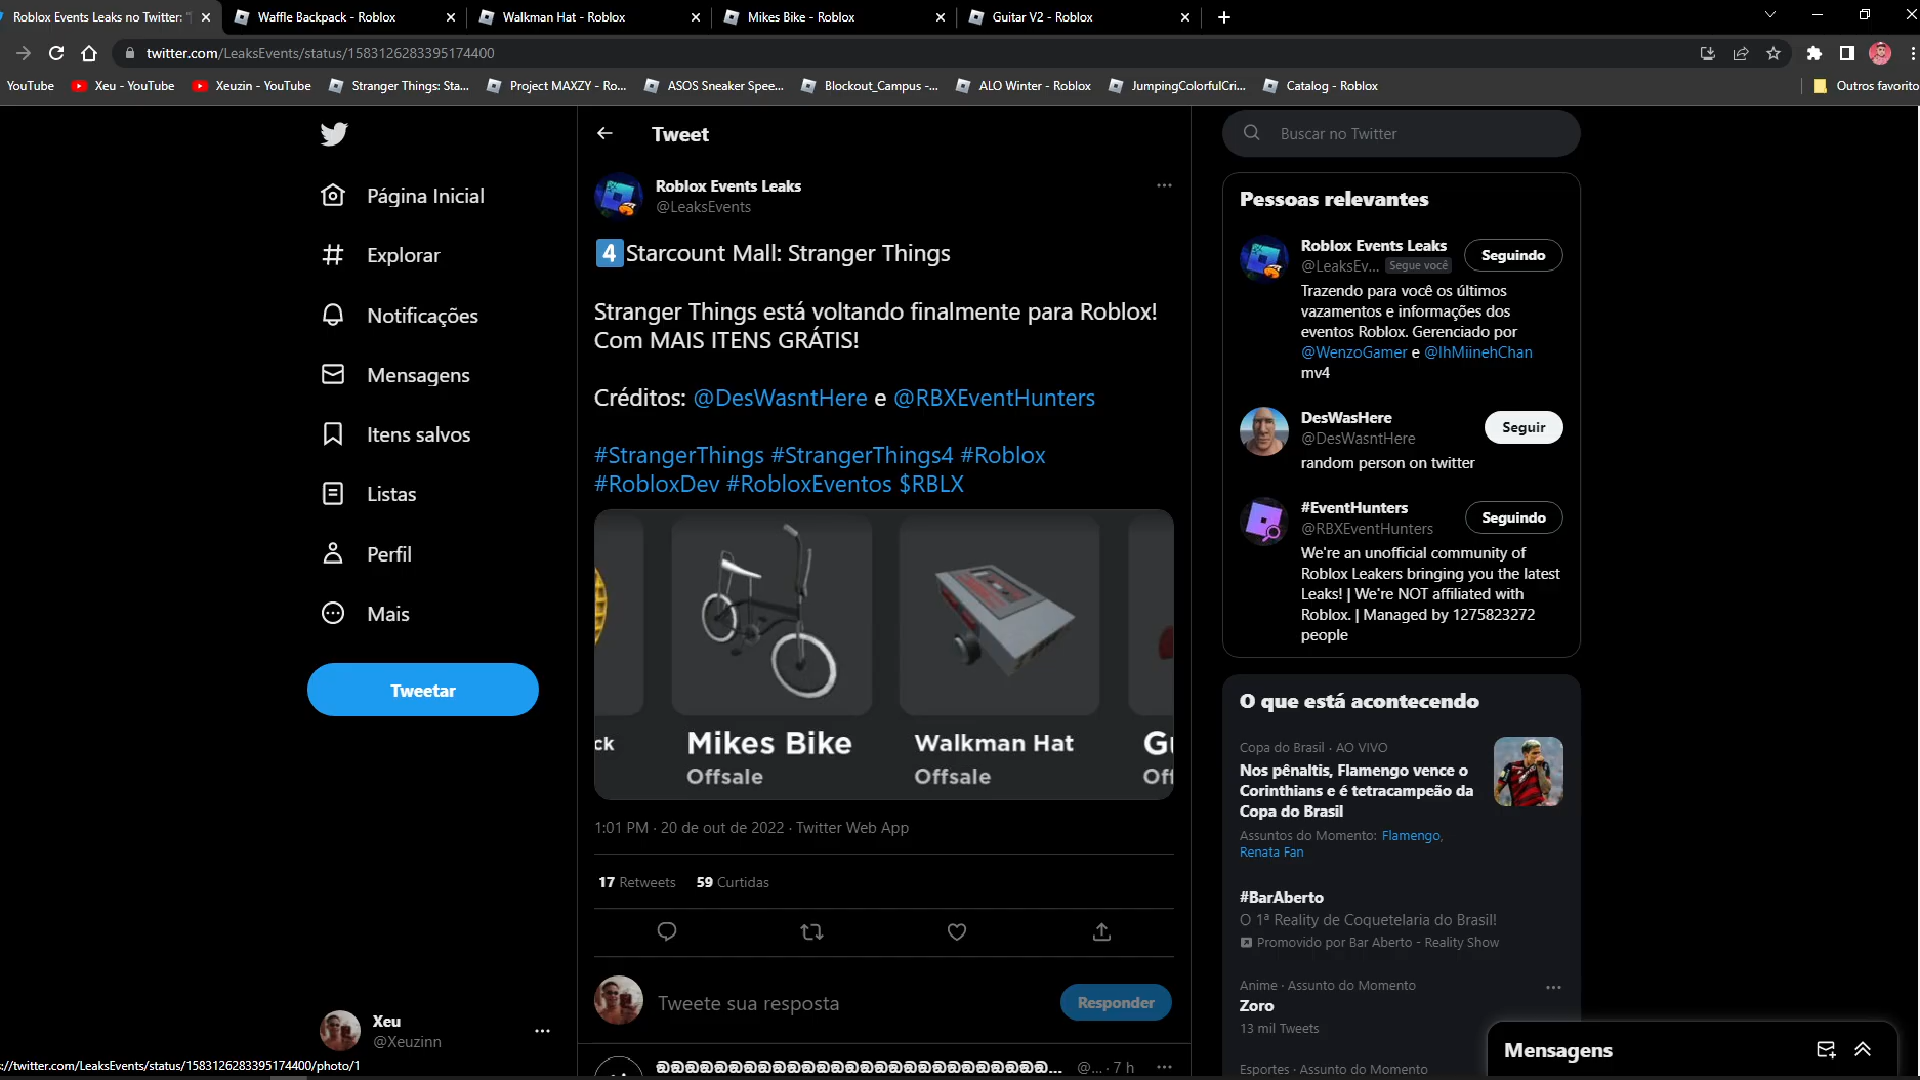 Roblox Events Leaks no Twitter: "
Waffle Backpack - Roblox
Walkman Hat - Roblox
Mikes Bike - Roblox
Guitar V2 - Roblox
twitter.com/LeaksEvents/status/1583126283395174400
YouTube
Xeu - YouTube
Xeuzin - YouTube
Stranger Things: Sta...
Project MAXZY - Ro...
ASOS Sneaker Spee...
Blockout_Campus -...
ALO Winter - Roblox
JumpingColorfulCri...
Catalog - Roblox
Outros favorito
Página Inicial
Explorar
Notificações
Mensagens
Itens salvos
Listas
Perfil
Mais
Tweetar
Xeu
@Xeuzinn
://twitter.com/LeaksEvents/status/1583126283395174400/photo/1
Tweet
Roblox Events Leaks
@LeaksEvents
4 Starcount Mall: Stranger Things
Stranger Things está voltando finalmente para Roblox!
Com MAIS ITENS GRÁTIS!
Créditos: @DesWasntHere e @RBXEventHunters
#StrangerThings #StrangerThings4 #Roblox
#RobloxDev #RobloxEventos $RBLX
ck
Mikes Bike
Offsale
Walkman Hat
Offsale
Gu
Off
1:01 PM · 20 de out de 2022 · Twitter Web App
17 Retweets 59 Curtidas
Tweete sua resposta
Responder
@... · 7 h
Buscar no Twitter
Pessoas relevantes
Roblox Events Leaks
@LeaksEv... Segue você
Seguindo
Trazendo para você os últimos
vazamentos e informações dos
eventos Roblox. Gerenciado por
@WenzoGamer e @IhMiinehChan
mv4
DesWasHere
@DesWasntHere
Seguir
random person on twitter
#EventHunters
@RBXEventHunters
Seguindo
We're an unofficial community of
Roblox Leakers bringing you the latest
Leaks! | We're NOT affiliated with
Roblox. | Managed by 1275823272
people
O que está acontecendo
Copa do Brasil · AO VIVO
Nos pênaltis, Flamengo vence o
Corinthians e é tetracampeão da
Copa do Brasil
Assuntos do Momento: Flamengo,
Renata Fan
#BarAberto
O 1ª Reality de Coquetelaria do Brasil!
Promovido por Bar Aberto - Reality Show
Anime · Assunto do Momento
Zoro
13 mil Tweets
Esportes · Assunto do Momento
Mensagens